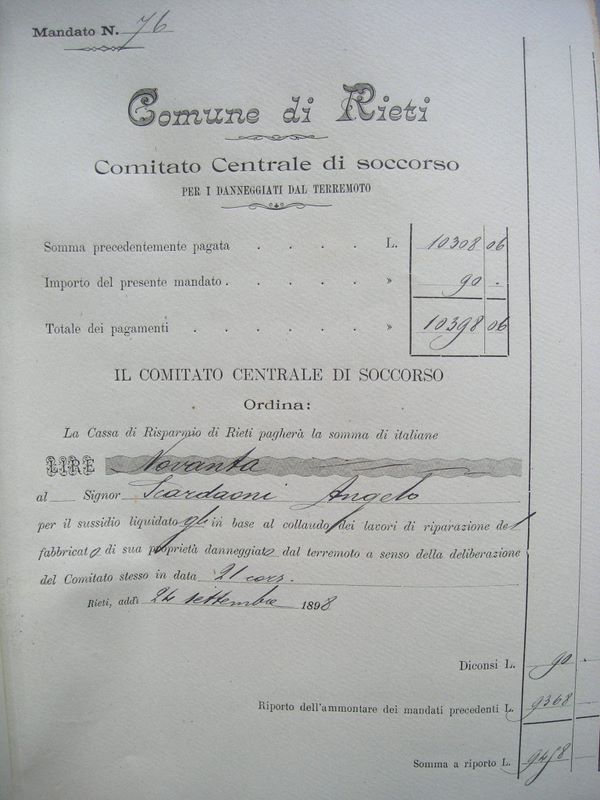 Mandato N. 76
Comune di Rieti
Comitato Centrale di soccorso
PER I DANNEGGIATI DAL TERREMOTO
Somma precedentemente pagata . . . . L. 10308 06
Importo del presente mandato . . . . » 90 .
Totale dei pagamenti . . . . . . » 10398 06
IL COMITATO CENTRALE DI SOCCORSO
Ordina:
La Cassa di Risparmio di Rieti pagherà la somma di italiane
LIRE Novanta
al Signor Scardaoni Angelo
per il sussidio liquidatogli in base al collaudo dei lavori di riparazione del
fabbricato di sua proprietà danneggiato dal terremoto a senso della deliberazione
del Comitato stesso in data 21 cors.
Rieti, addì 24 settembre 1898
Diconsi L. 90 .
Riporto dell'ammontare dei mandati precedenti L. 9368
Somma a riporto L. 9458